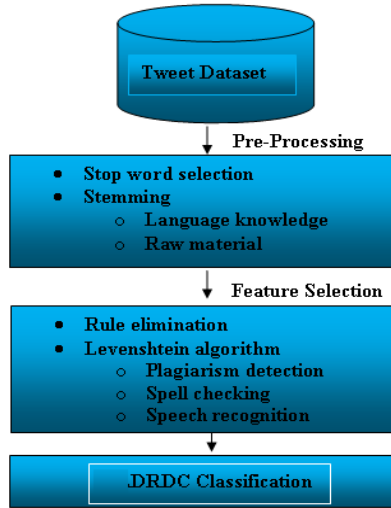 Tweet Dataset
Pre-Processing
• Stop word selection
• Stemming
○ Language knowledge
○ Raw material
Feature Selection
• Rule elimination
• Levenshtein algorithm
○ Plagiarism detection
○ Spell checking
○ Speech recognition
.DRDC Classification